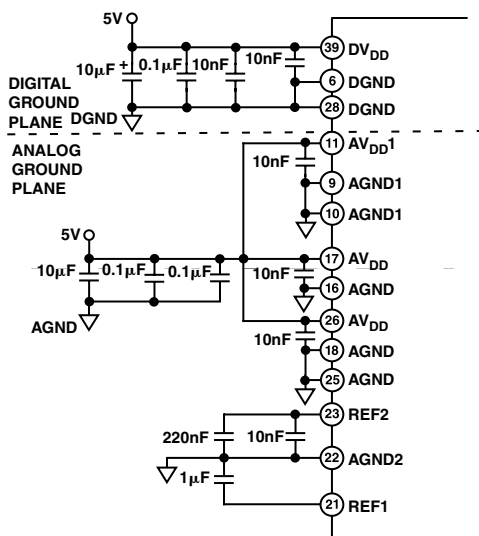 5V
10μF + 0.1μF 10nF 10nF
39 DVDD
6 DGND
28 DGND
DIGITAL
GROUND
PLANE DGND
ANALOG
GROUND
PLANE
11 AVDD1
10nF
9 AGND1
10 AGND1
5V
10μF 0.1μF 0.1μF 10nF
17 AVDD
16 AGND
AGND
26 AVDD
10nF
18 AGND
25 AGND
23 REF2
220nF 10nF
22 AGND2
1μF
21 REF1